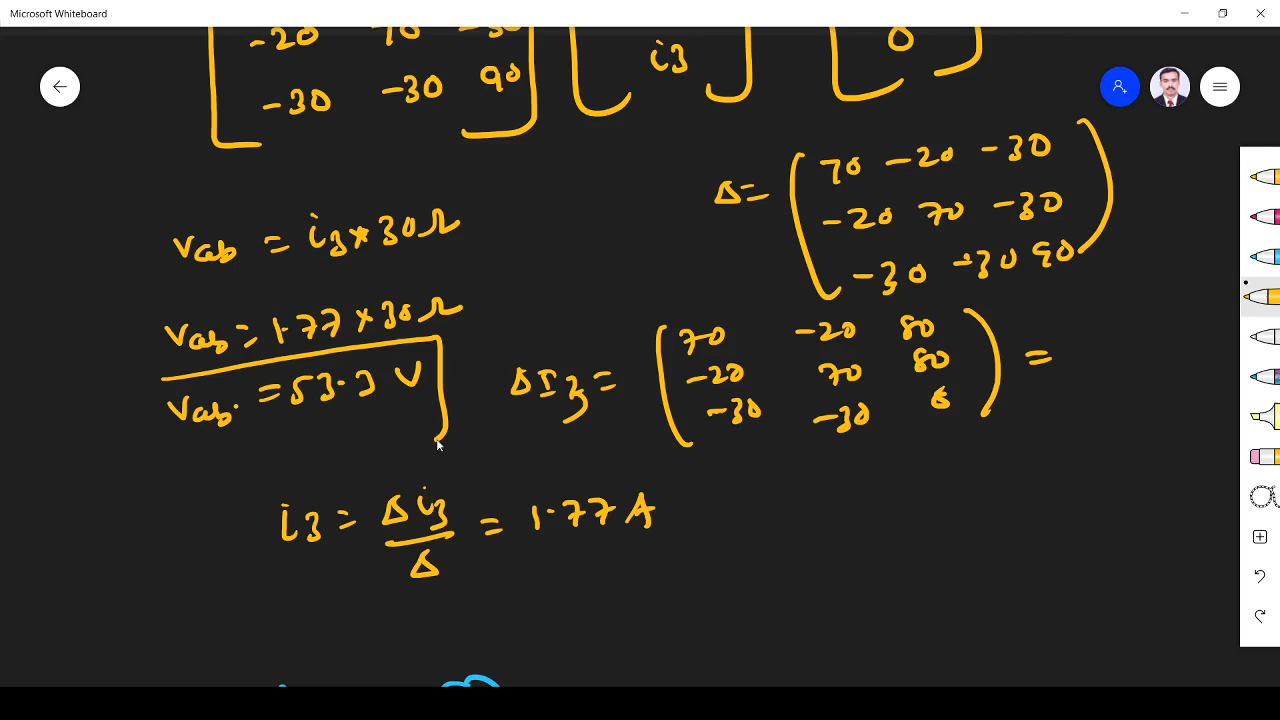 Microsoft Whiteboard
-20 70 -30
-30 -30 90
i3
0
Δ= 70 -20 -30
-20 70 -30
-30 -30 90
Vab = i3 × 30Ω
Vab = 1.77 × 30Ω
Vab = 53.3 V
ΔI3 = 70 -20 80 =
-20 70 80
-30 -30 0
i3 = Δi3 = 1.77 A
Δ